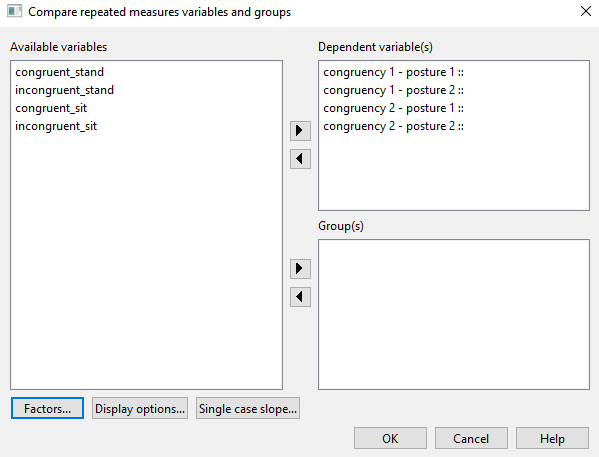 Compare repeated measures variables and groups
Available variables
congruent_stand
incongruent_stand
congruent_sit
incongruent_sit
Dependent variable(s)
congruency 1 - posture 1 ::
congruency 1 - posture 2 ::
congruency 2 - posture 1 ::
congruency 2 - posture 2 ::
Group(s)
Factors...
Display options...
Single case slope...
OK
Cancel
Help